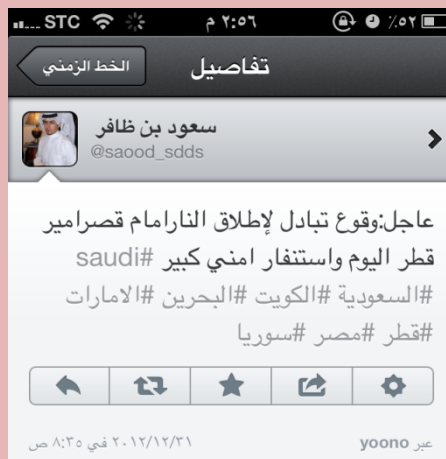 STC ٢:٥٦ م ٪٥٢
الخط الزمني تفاصيل
سعود بن ظافر
@saood_sdds
عاجل:وقوع تبادل لإطلاق النارامام قصرامير
قطر اليوم واستنفار امني كبير #saudi
#السعودية #الكويت #البحرين #الامارات
#قطر #مصر #سوريا
٢٠١٢/١٢/٣١ في ٨:٣٥ ص عبر yoono